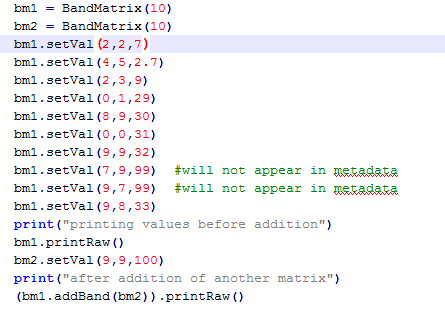 bm1 = BandMatrix(10)
bm2 = BandMatrix(10)
bm1.setVal(2,2,7)
bm1.setVal(4,5,2.7)
bm1.setVal(2,3,9)
bm1.setVal(0,1,29)
bm1.setVal(8,9,30)
bm1.setVal(0,0,31)
bm1.setVal(9,9,32)
bm1.setVal(7,9,99)  #will not appear in metadata
bm1.setVal(9,7,99)  #will not appear in metadata
bm1.setVal(9,8,33)
print("printing values before addition")
bm1.printRaw()
bm2.setVal(9,9,100)
print("after addition of another matrix")
(bm1.addBand(bm2)).printRaw()